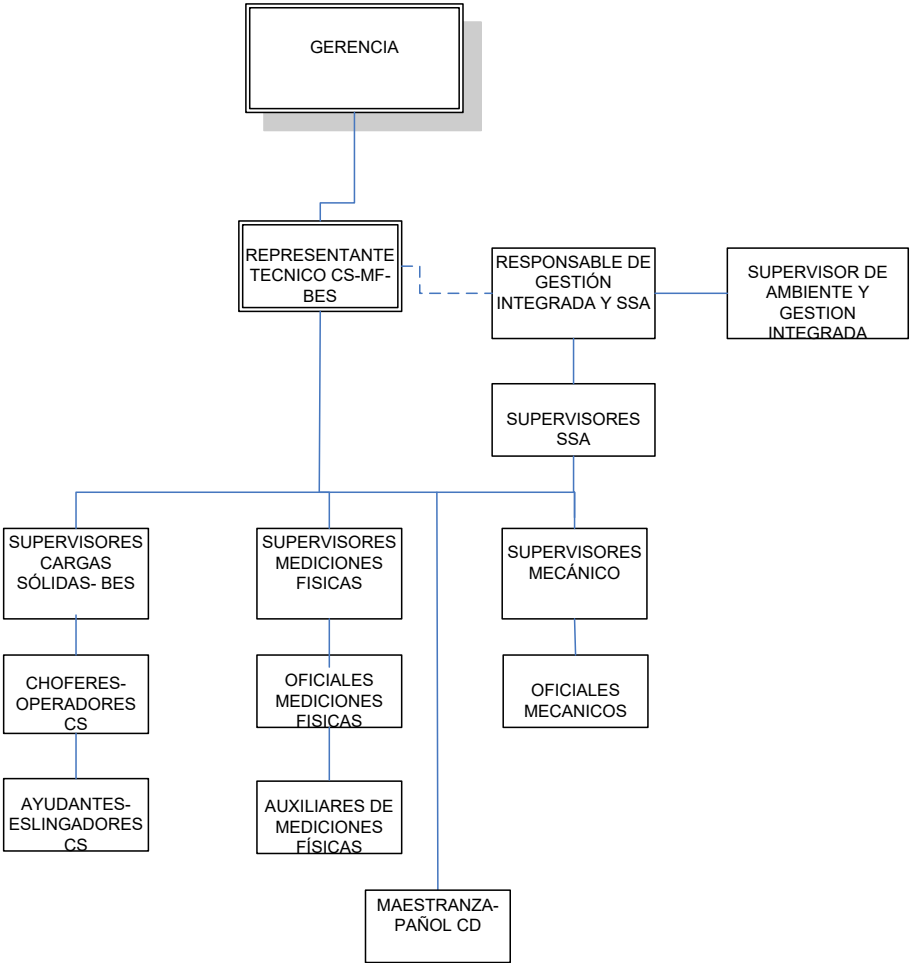 GERENCIA
REPRESENTANTE
TECNICO CS-MF-
BES
RESPONSABLE DE
GESTIÓN
INTEGRADA Y SSA
SUPERVISOR DE
AMBIENTE Y
GESTION
INTEGRADA
SUPERVISORES
SSA
SUPERVISORES
CARGAS
SÓLIDAS- BES
SUPERVISORES
MEDICIONES
FISICAS
SUPERVISORES
MECÁNICO
CHOFERES-
OPERADORES
CS
OFICIALES
MEDICIONES
FISICAS
OFICIALES
MECANICOS
AYUDANTES-
ESLINGADORES
CS
AUXILIARES DE
MEDICIONES
FÍSICAS
MAESTRANZA-
PAÑOL CD